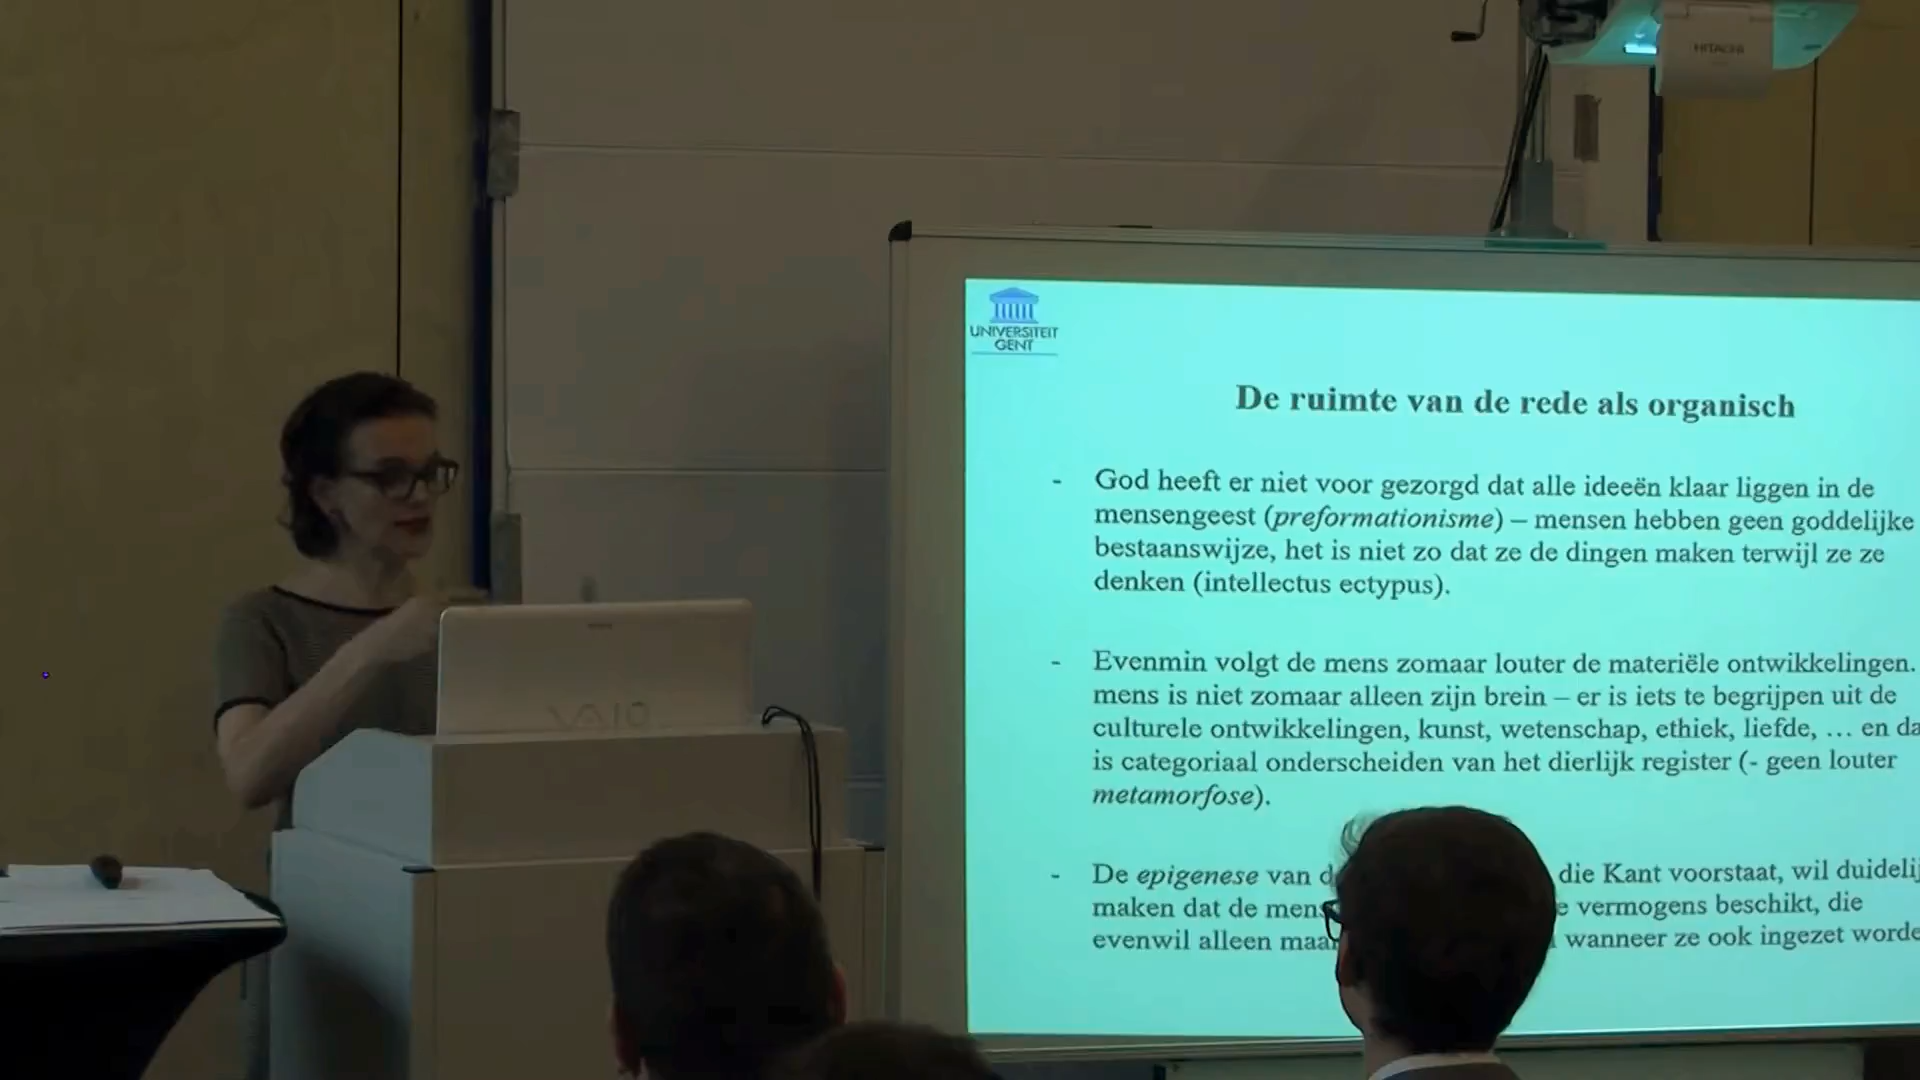 HITACHI
UNIVERSITEIT
GENT
De ruimte van de rede als organisch
- God heeft er niet voor gezorgd dat alle ideeën klaar liggen in de
mensengeest (preformationisme) – mensen hebben geen goddelijke
bestaanswijze, het is niet zo dat ze de dingen maken terwijl ze ze
denken (intellectus ectypus).
- Evenmin volgt de mens zomaar louter de materiële ontwikkelingen.
mens is niet zomaar alleen zijn brein – er is iets te begrijpen uit de
culturele ontwikkelingen, kunst, wetenschap, ethiek, liefde, … en da
is categoriaal onderscheiden van het dierlijk register (- geen louter
metamorfose).
- De epigenese van d die Kant voorstaat, wil duidelij
maken dat de mens e vermogens beschikt, die
evenwil alleen maar wanneer ze ook ingezet worde
VAIO